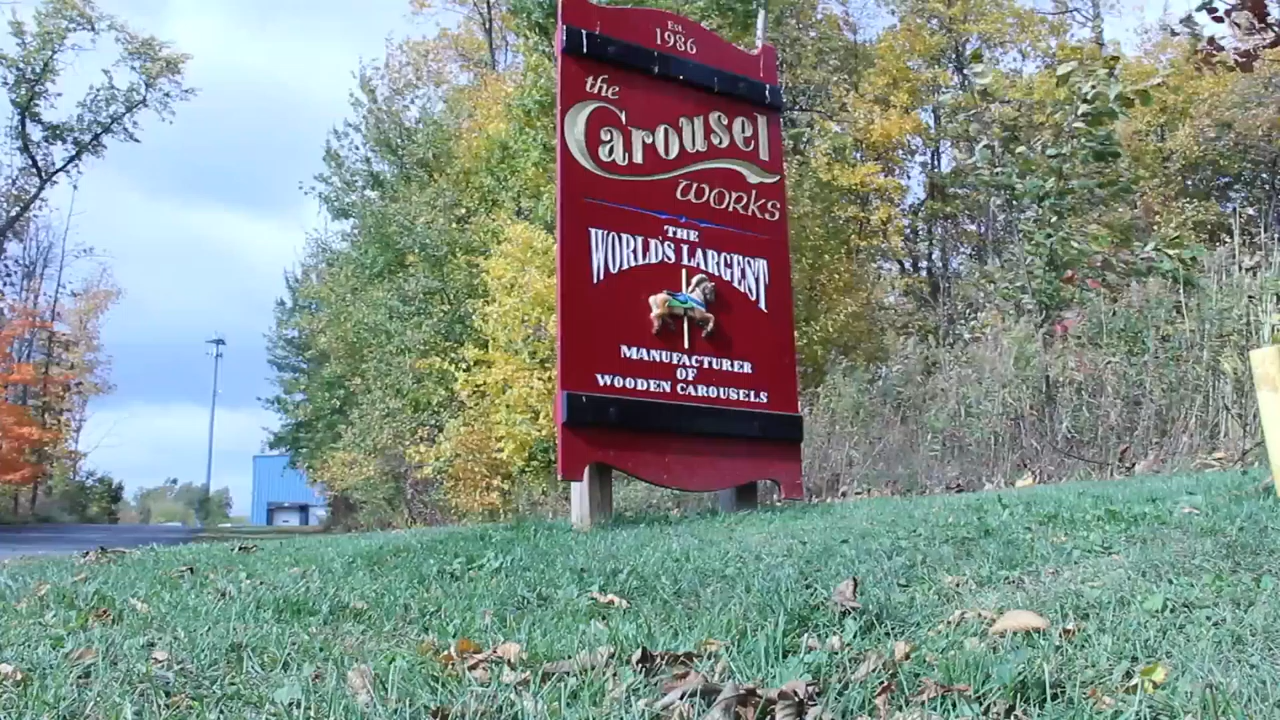 Est.
1986
the
Carousel
WORKS
THE
WORLD'S LARGEST
MANUFACTURER
OF
WOODEN CAROUSELS